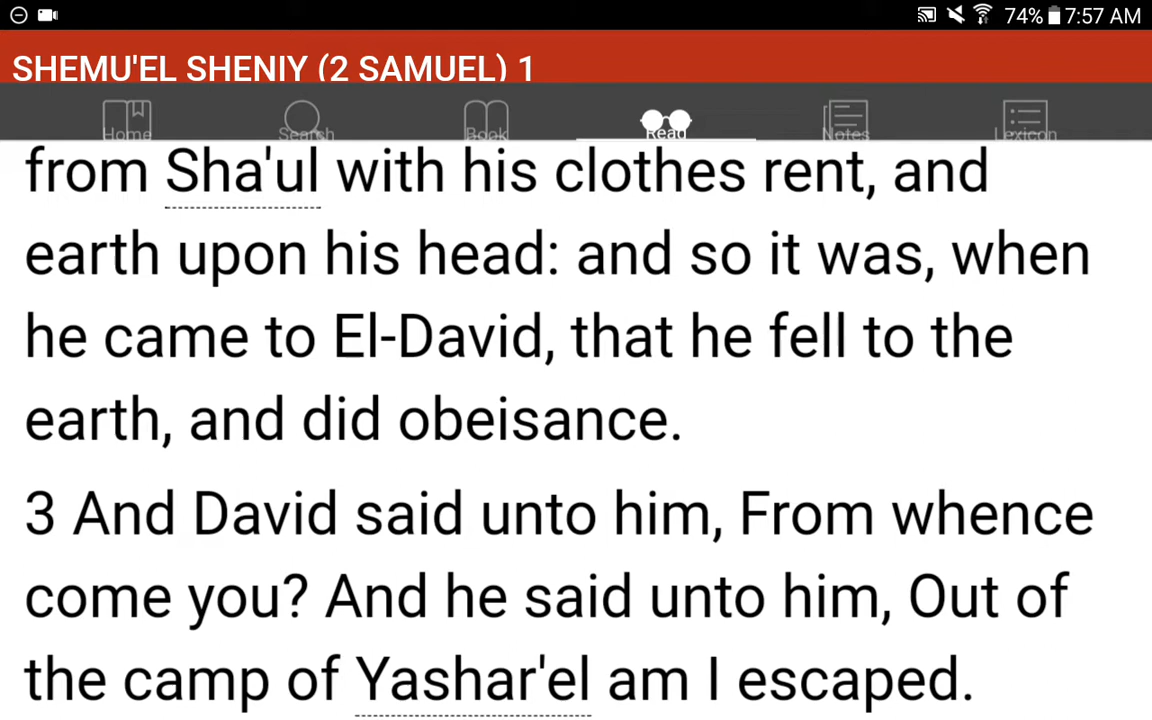 74% 7:57 AM
SHEMU'EL SHENIY (2 SAMUEL) 1
Home Search Book Read Notes Lexicon
from Sha'ul with his clothes rent, and
earth upon his head: and so it was, when
he came to El-David, that he fell to the
earth, and did obeisance.
3 And David said unto him, From whence
come you? And he said unto him, Out of
the camp of Yashar'el am I escaped.